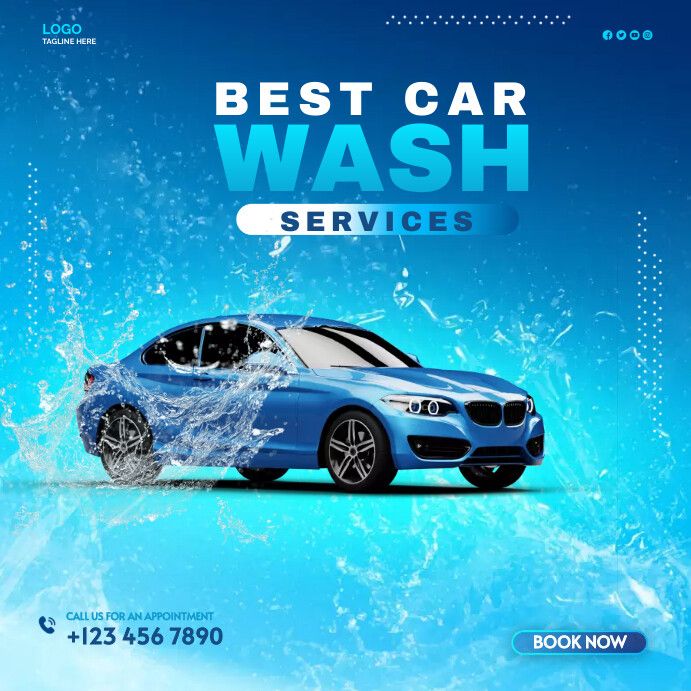 LOGO
TAGLINE HERE
BEST CAR
WASH
SERVICES
CALL US FOR AN APPOINTMENT
+123 456 7890
BOOK NOW